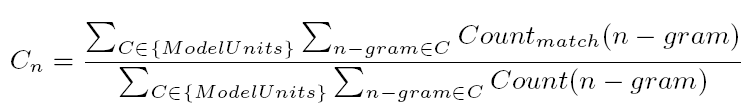 C_n = \frac{\sum_{C \in \{ModelUnits\}} \sum_{n-gram \in C} Count_{match}(n-gram)}{\sum_{C \in \{ModelUnits\}} \sum_{n-gram \in C} Count(n-gram)}